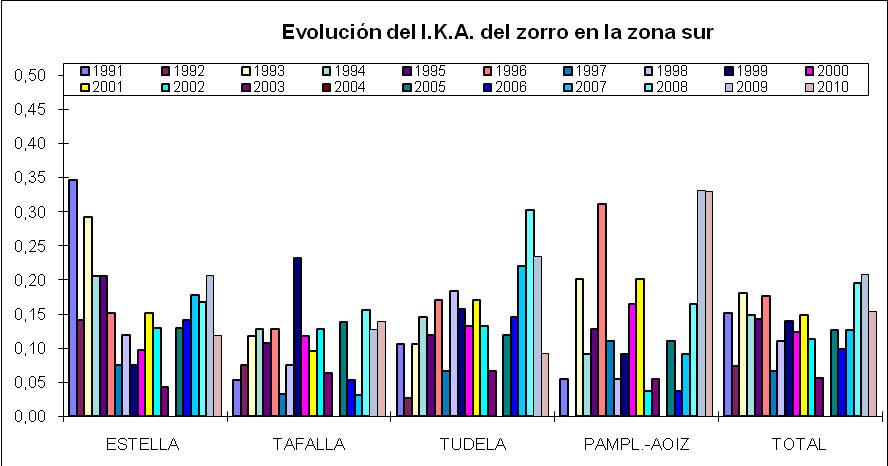 Evolución del I.K.A. del zorro en la zona sur
1991 1992 1993 1994 1995 1996 1997 1998 1999 2000
2001 2002 2003 2004 2005 2006 2007 2008 2009 2010
0,50
0,45
0,40
0,35
0,30
0,25
0,20
0,15
0,10
0,05
0,00
ESTELLA TAFALLA TUDELA PAMPL.-AOIZ TOTAL